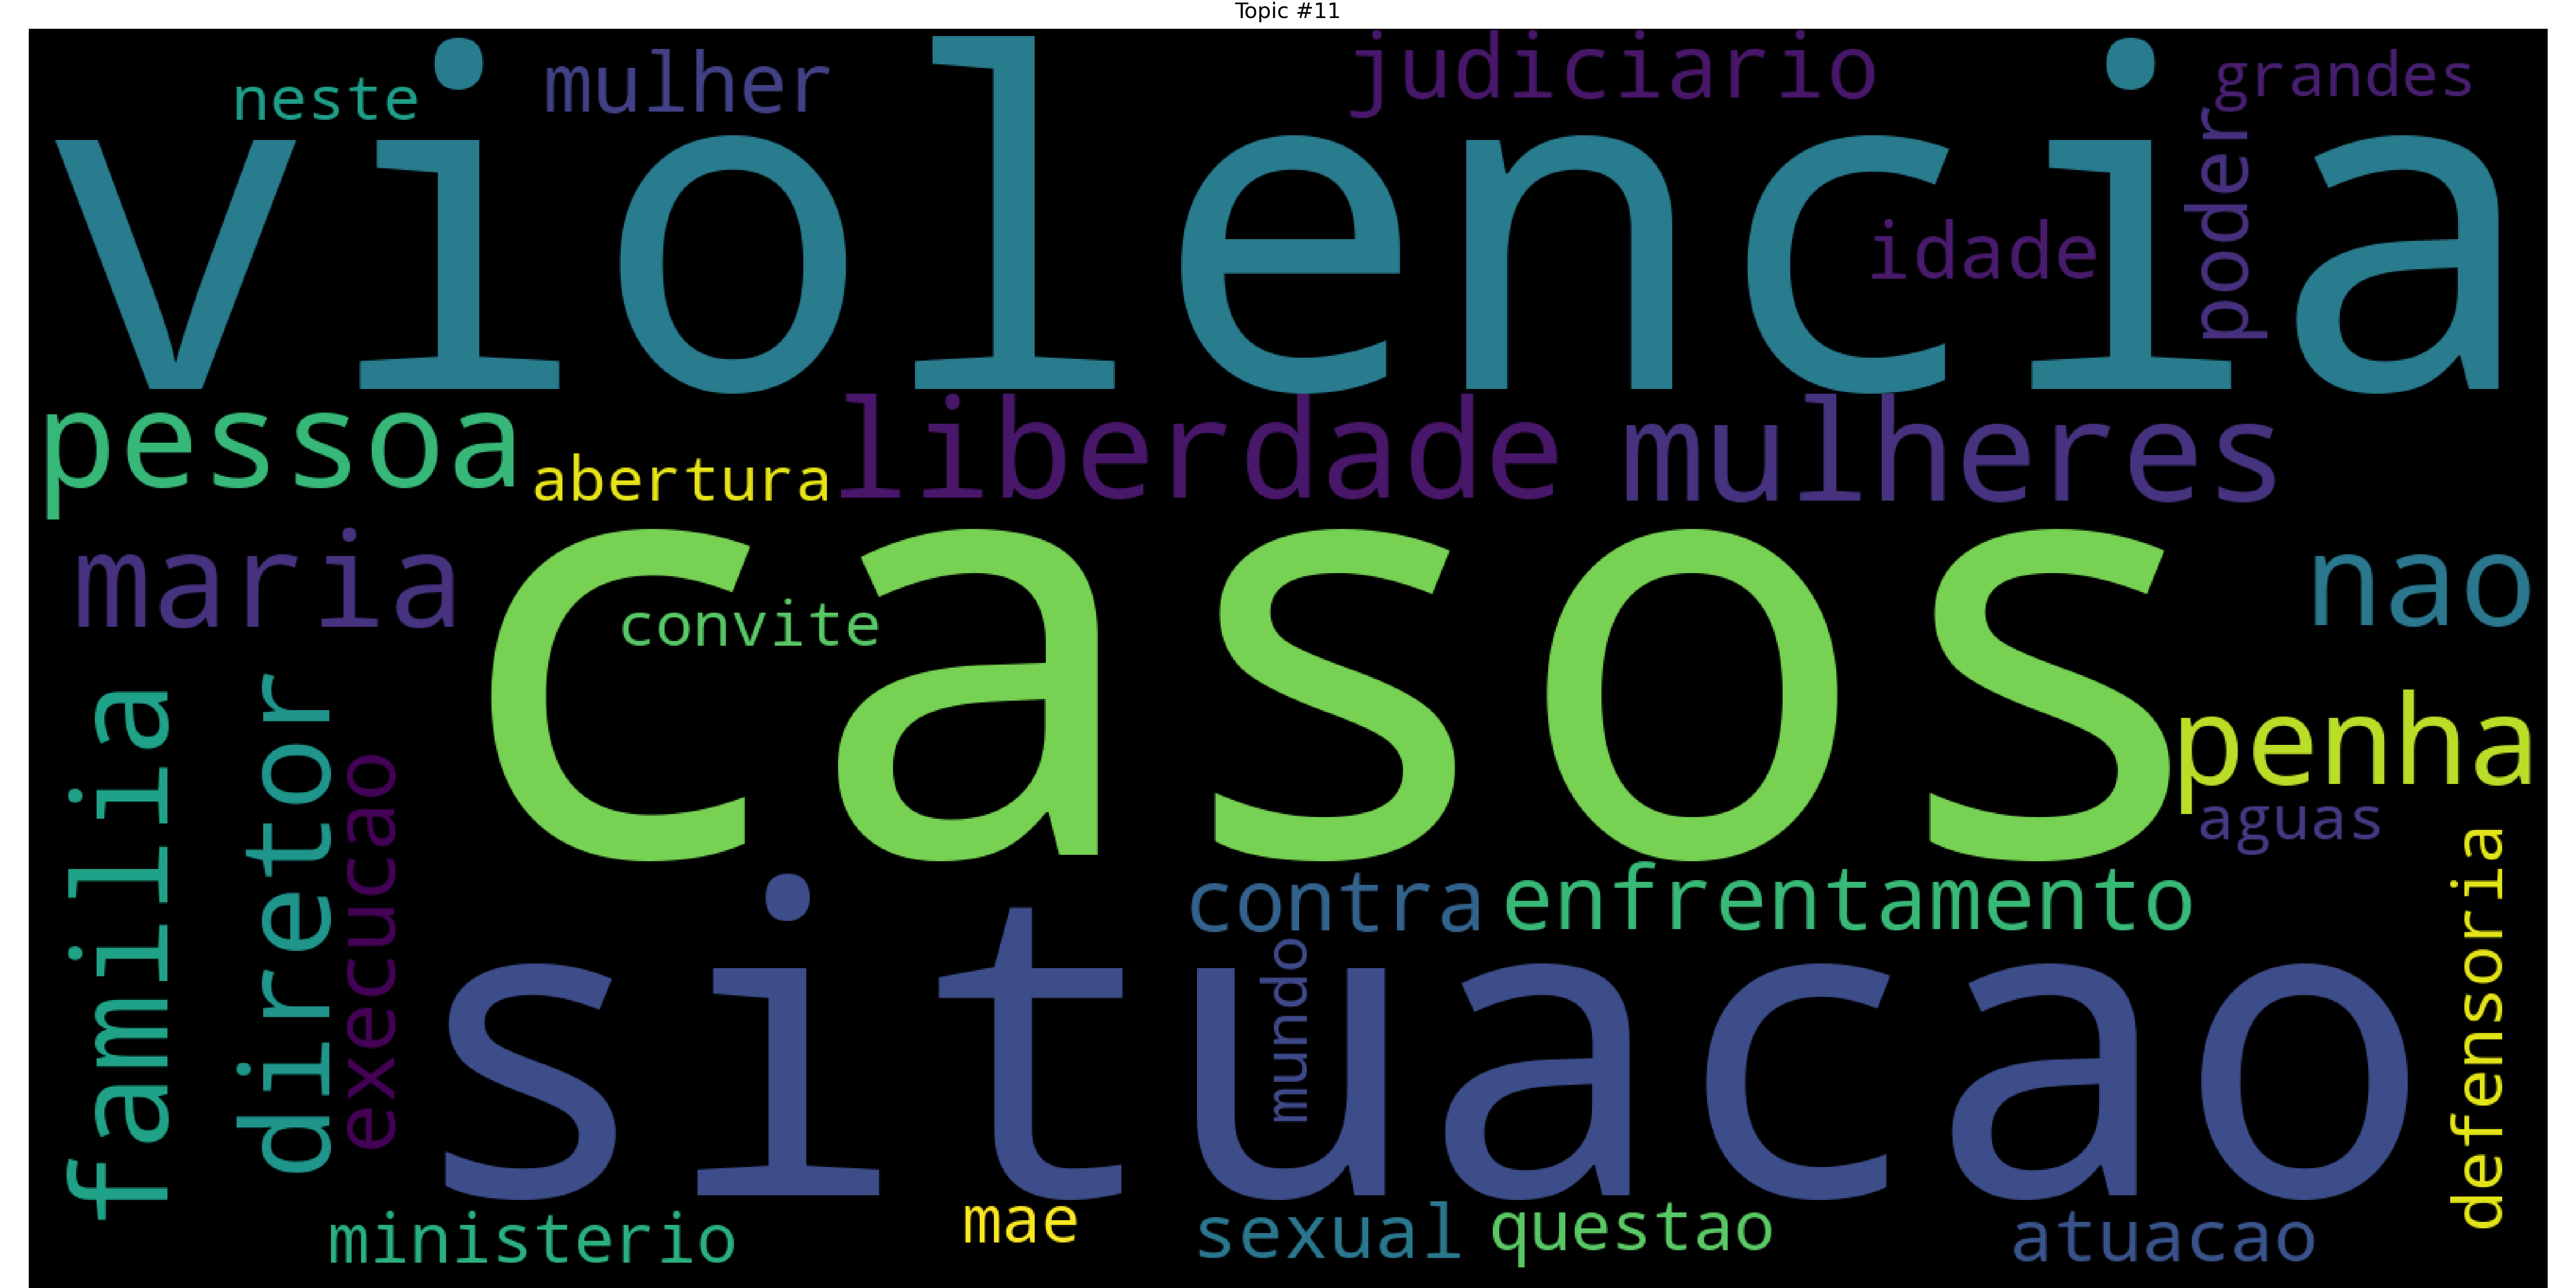 Topic #11
neste
mulher
judiciario
grandes
violencia
idade
poder
pessoa
abertura
liberdade
mulheres
maria
casos
nao
convite
penha
aguas
familia
diretor
execucao
contra
enfrentamento
defensoria
situacao
mundo
ministerio
mae
sexual
questao
atuacao